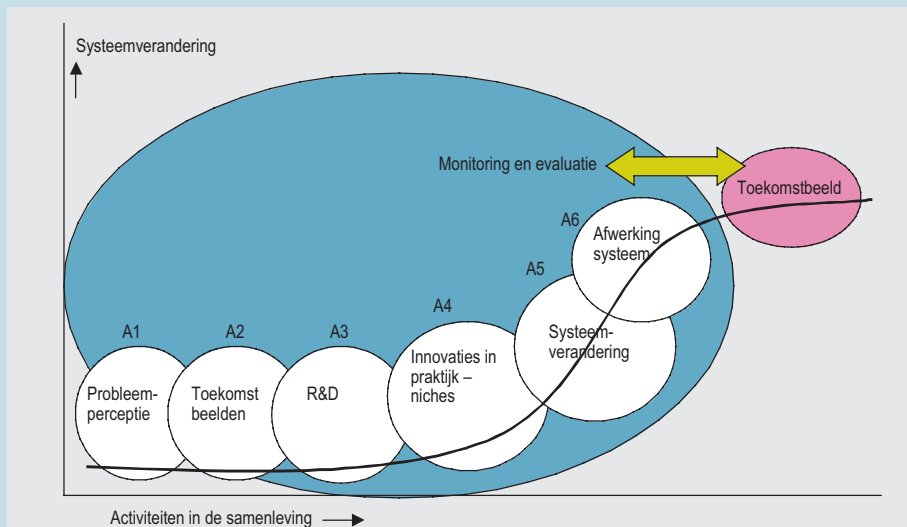 Systeemverandering
Monitoring en evaluatie
Toekomstbeeld
A6
Afwerking
systeem
A5
Systeem-
verandering
A4
Innovaties in
praktijk –
niches
A1
Probleem-
perceptie
A2
Toekomst
beelden
A3
R&D
Activiteiten in de samenleving